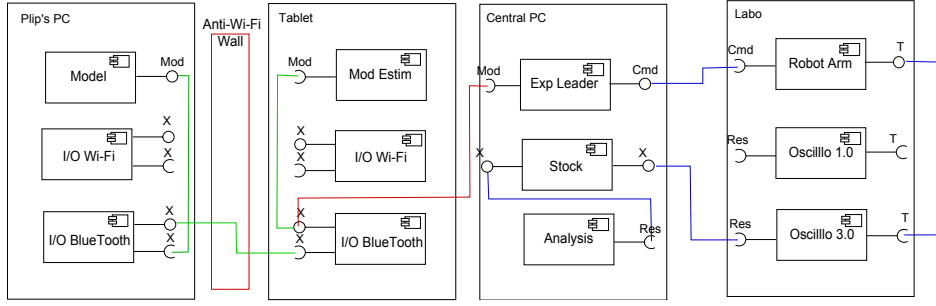 Plip's PC
Anti-Wi-Fi
Wall
Tablet
Central PC
Labo
Model
Mod
Mod
Mod Estim
Mod
Exp Leader
Cmd
Cmd
Robot Arm
T
I/O Wi-Fi
X
X
X
X
I/O Wi-Fi
X
Stock
X
Res
Oscilllo 1.0
T
I/O BlueTooth
X
X
X
X
I/O BlueTooth
Analysis
Res
Res
Oscilllo 3.0
T